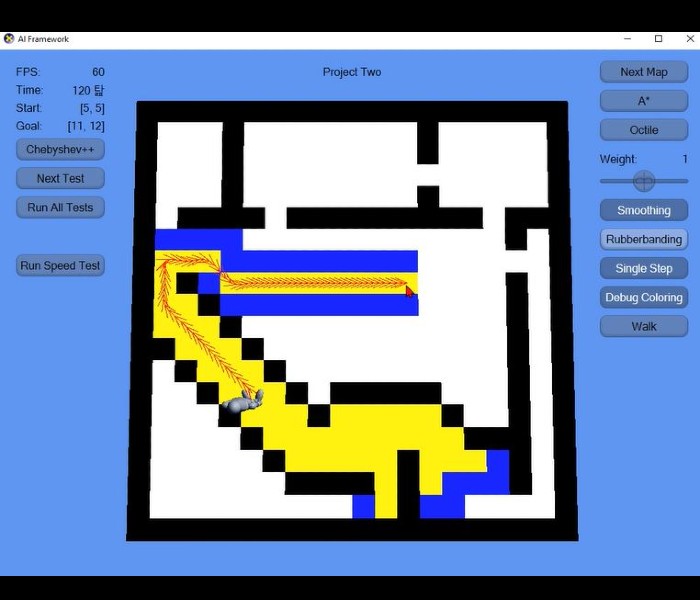 AI Framework
Project Two
FPS: 60
Time: 120 탆
Start: [5, 5]
Goal: [11, 12]
Chebyshev++
Next Test
Run All Tests
Run Speed Test
Next Map
A*
Octile
Weight: 1
Smoothing
Rubberbanding
Single Step
Debug Coloring
Walk